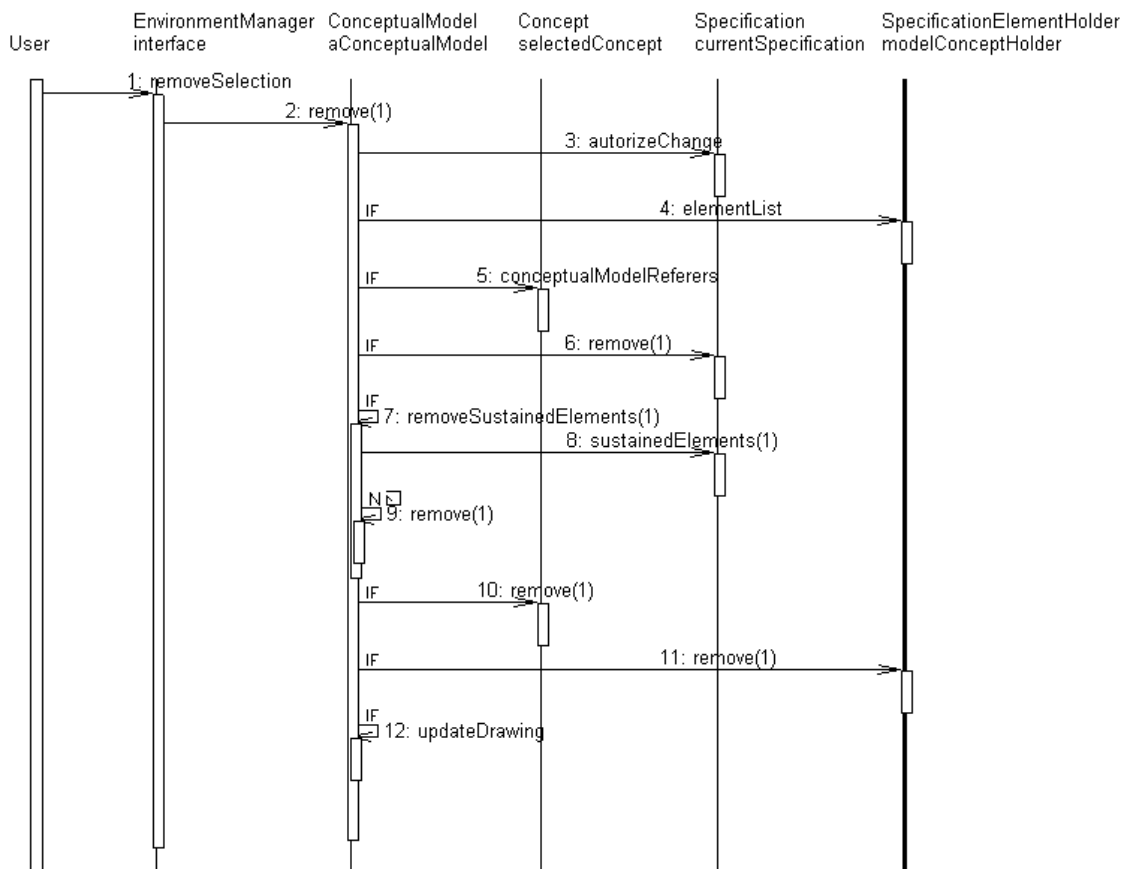 User
EnvironmentManager
interface
ConceptualModel
aConceptualModel
Concept
selectedConcept
Specification
currentSpecification
SpecificationElementHolder
modelConceptHolder
1: removeSelection
2: remove(1)
3: autorizeChange
IF
4: elementList
IF
5: conceptualModelReferers
IF
6: remove(1)
IF
7: removeSustainedElements(1)
8: sustainedElements(1)
N
9: remove(1)
IF
10: remove(1)
IF
11: remove(1)
IF
12: updateDrawing